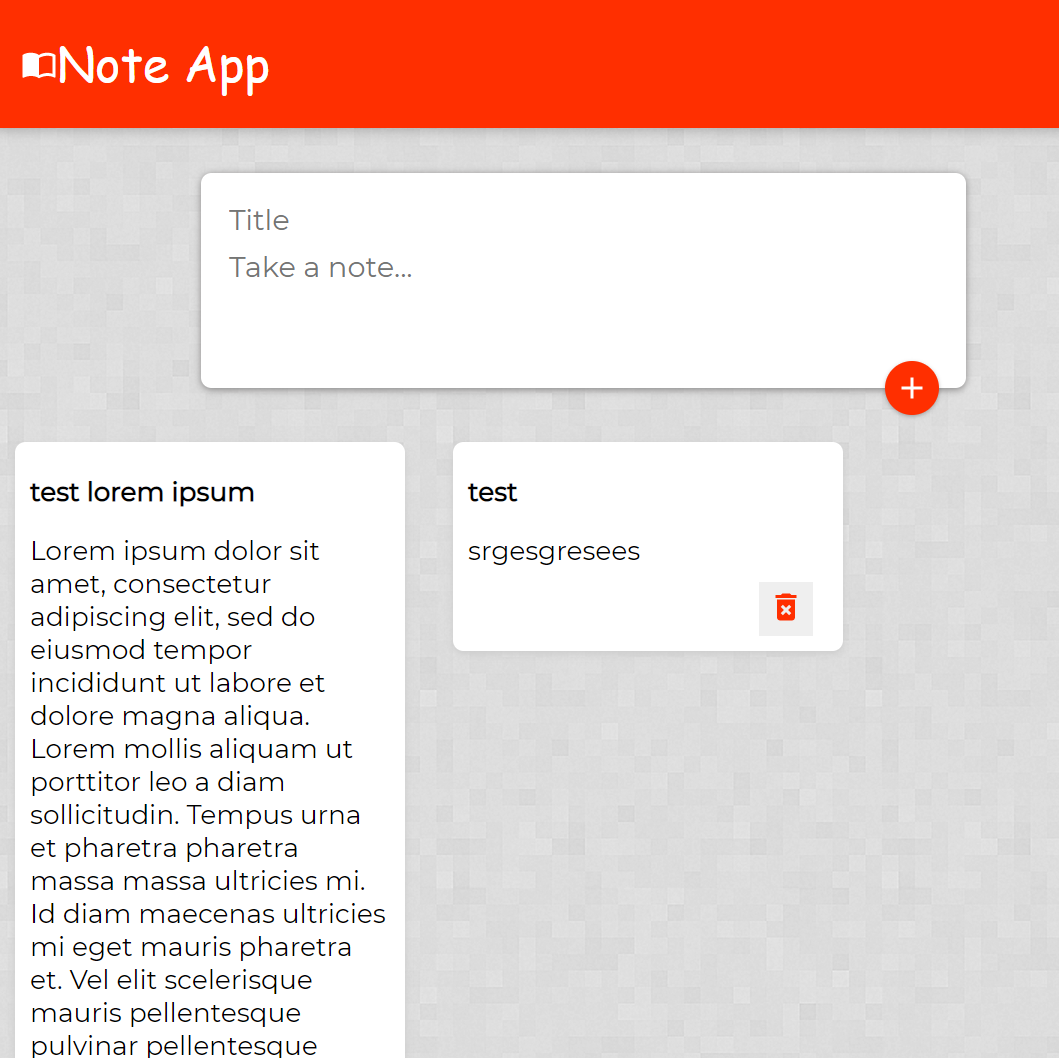 Note App
Title
Take a note...
test lorem ipsum
Lorem ipsum dolor sit
amet, consectetur
adipiscing elit, sed do
eiusmod tempor
incididunt ut labore et
dolore magna aliqua.
Lorem mollis aliquam ut
porttitor leo a diam
sollicitudin. Tempus urna
et pharetra pharetra
massa massa ultricies mi.
Id diam maecenas ultricies
mi eget mauris pharetra
et. Vel elit scelerisque
mauris pellentesque
pulvinar pellentesque
test
srgesgresees